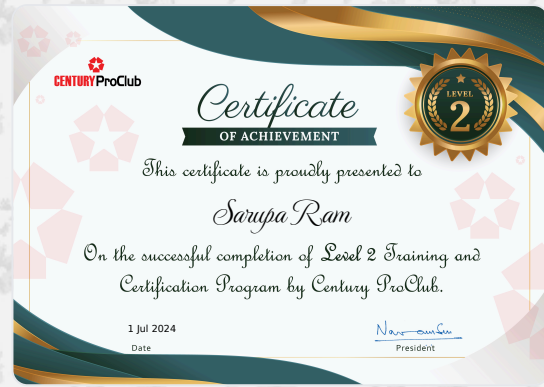 CENTURY ProClub
LEVEL
2
Certificate
OF ACHIEVEMENT
This certificate is proudly presented to
Sarupa Ram
On the successful completion of Level 2 Training and
Certification Program by Century ProClub.
1 Jul 2024
Date
President